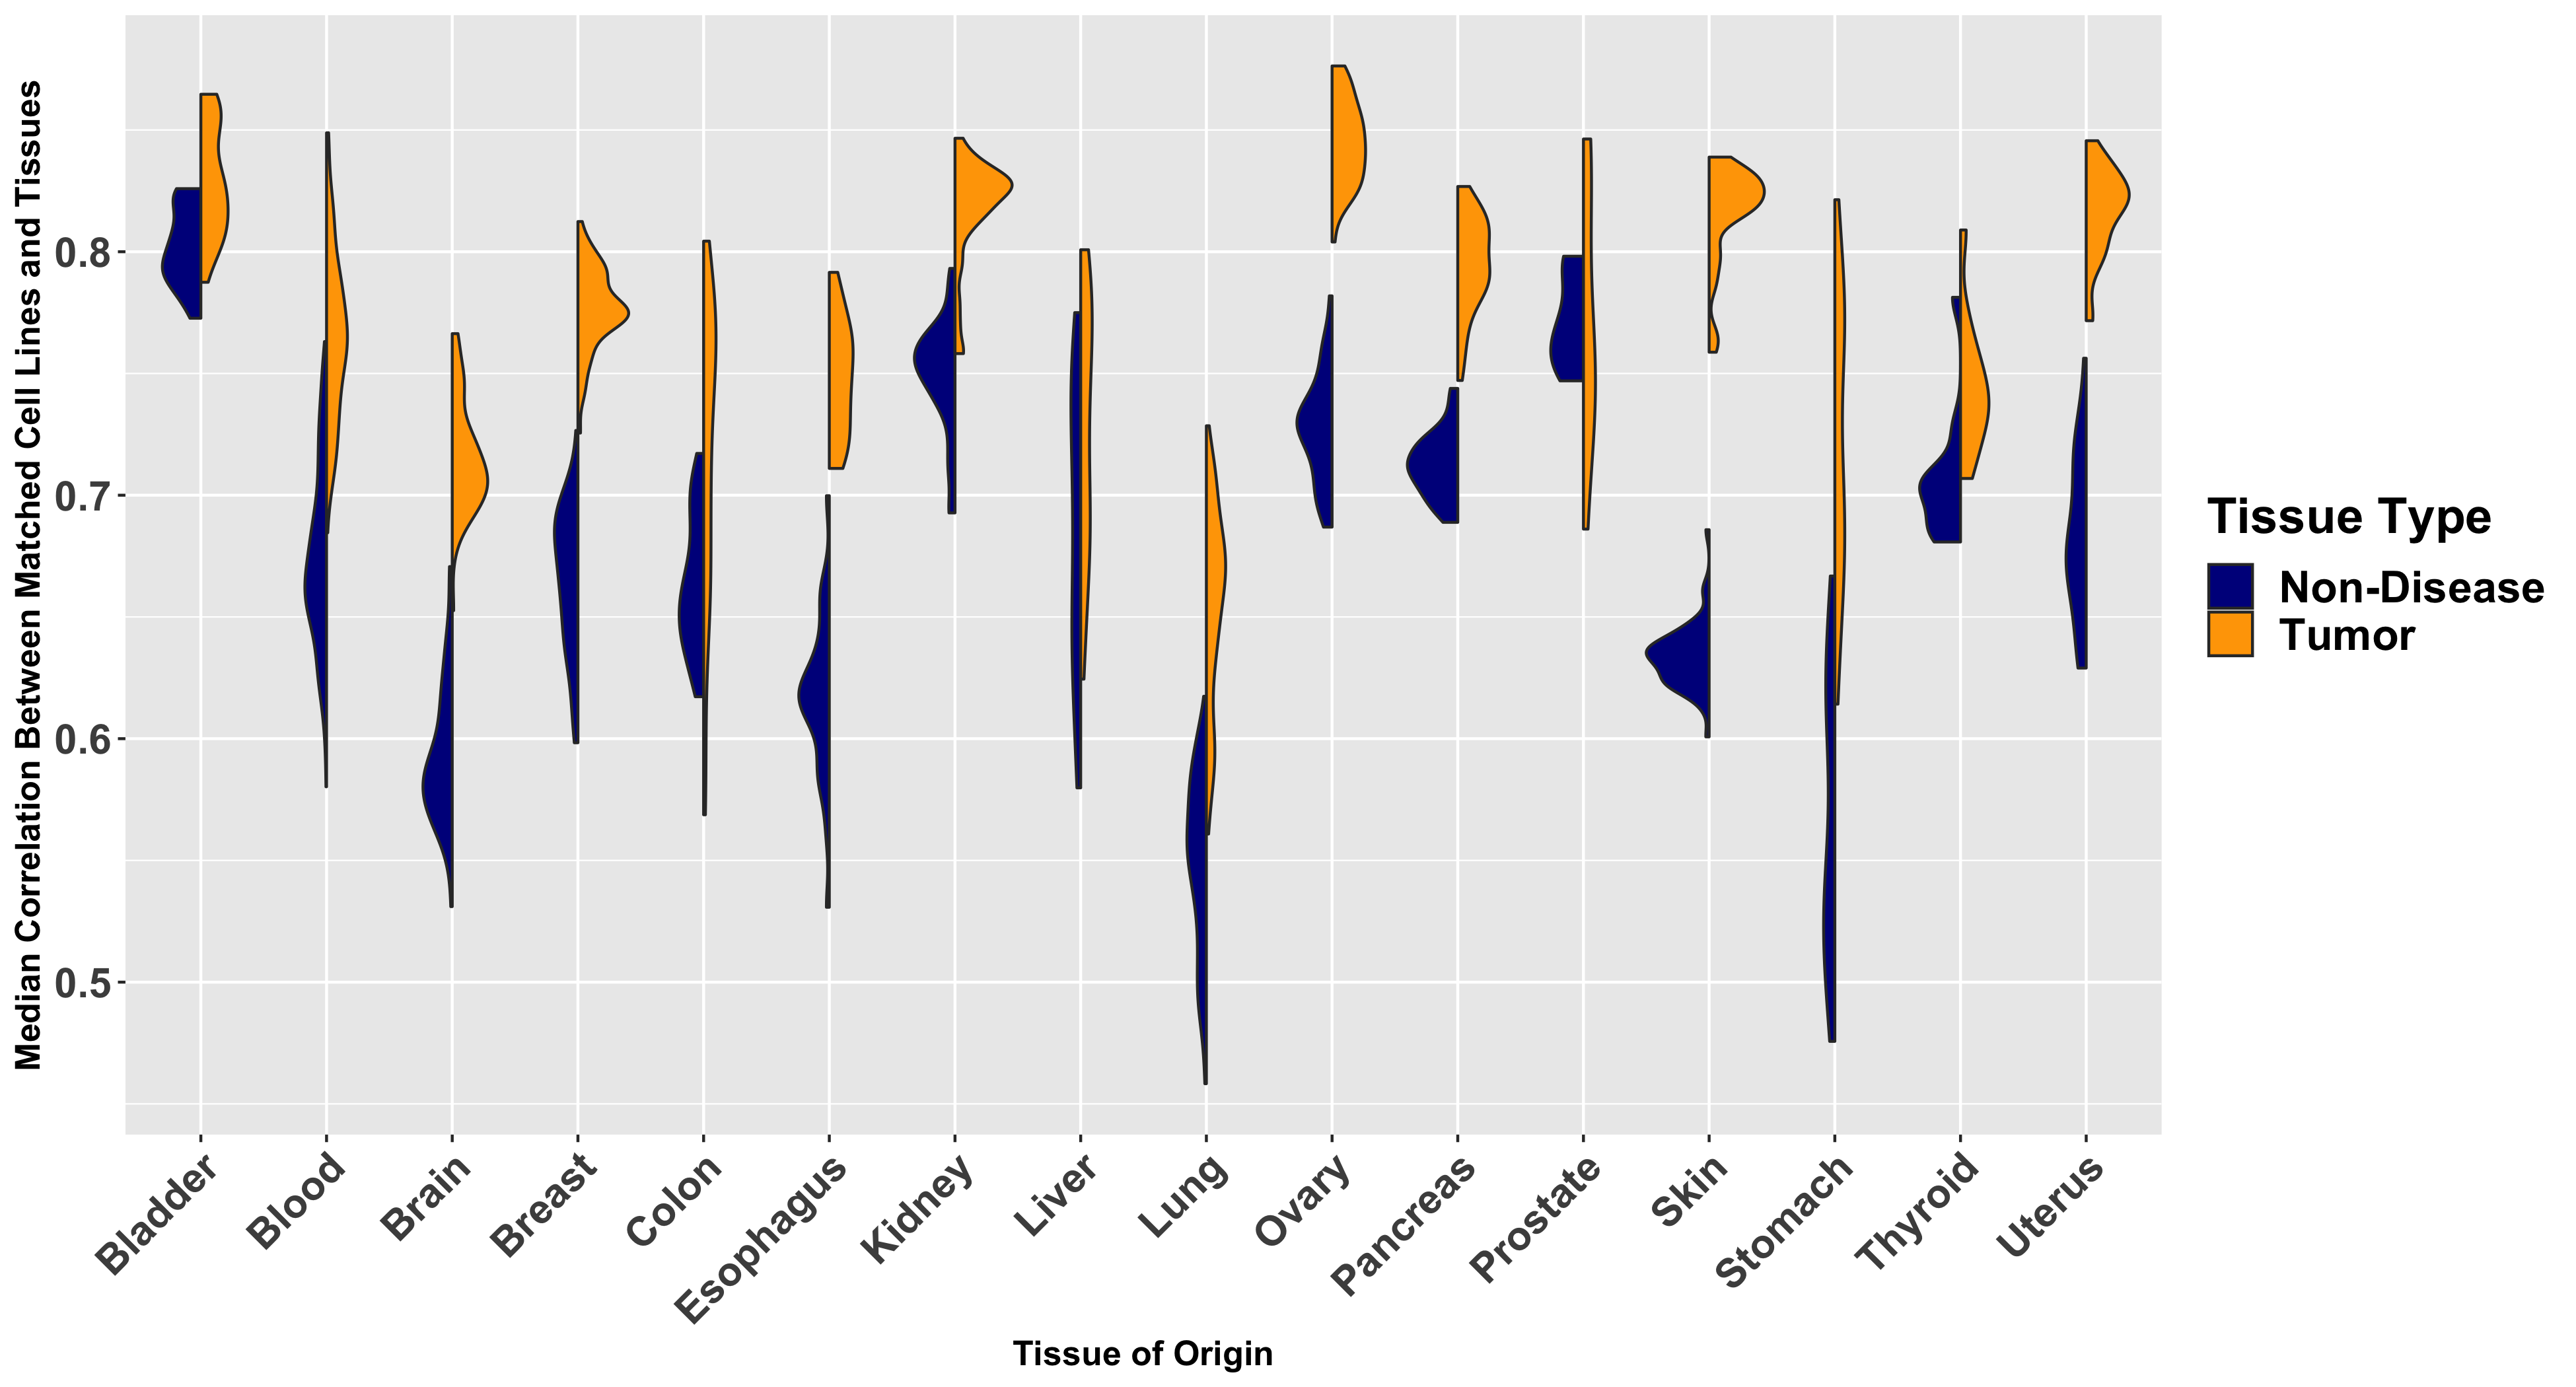 Median Correlation Between Matched Cell Lines and Tissues
0.8
0.7
0.6
0.5
Bladder
Blood
Brain
Breast
Colon
Esophagus
Kidney
Liver
Lung
Ovary
Pancreas
Prostate
Skin
Stomach
Thyroid
Uterus
Tissue of Origin
Tissue Type
Non-Disease
Tumor